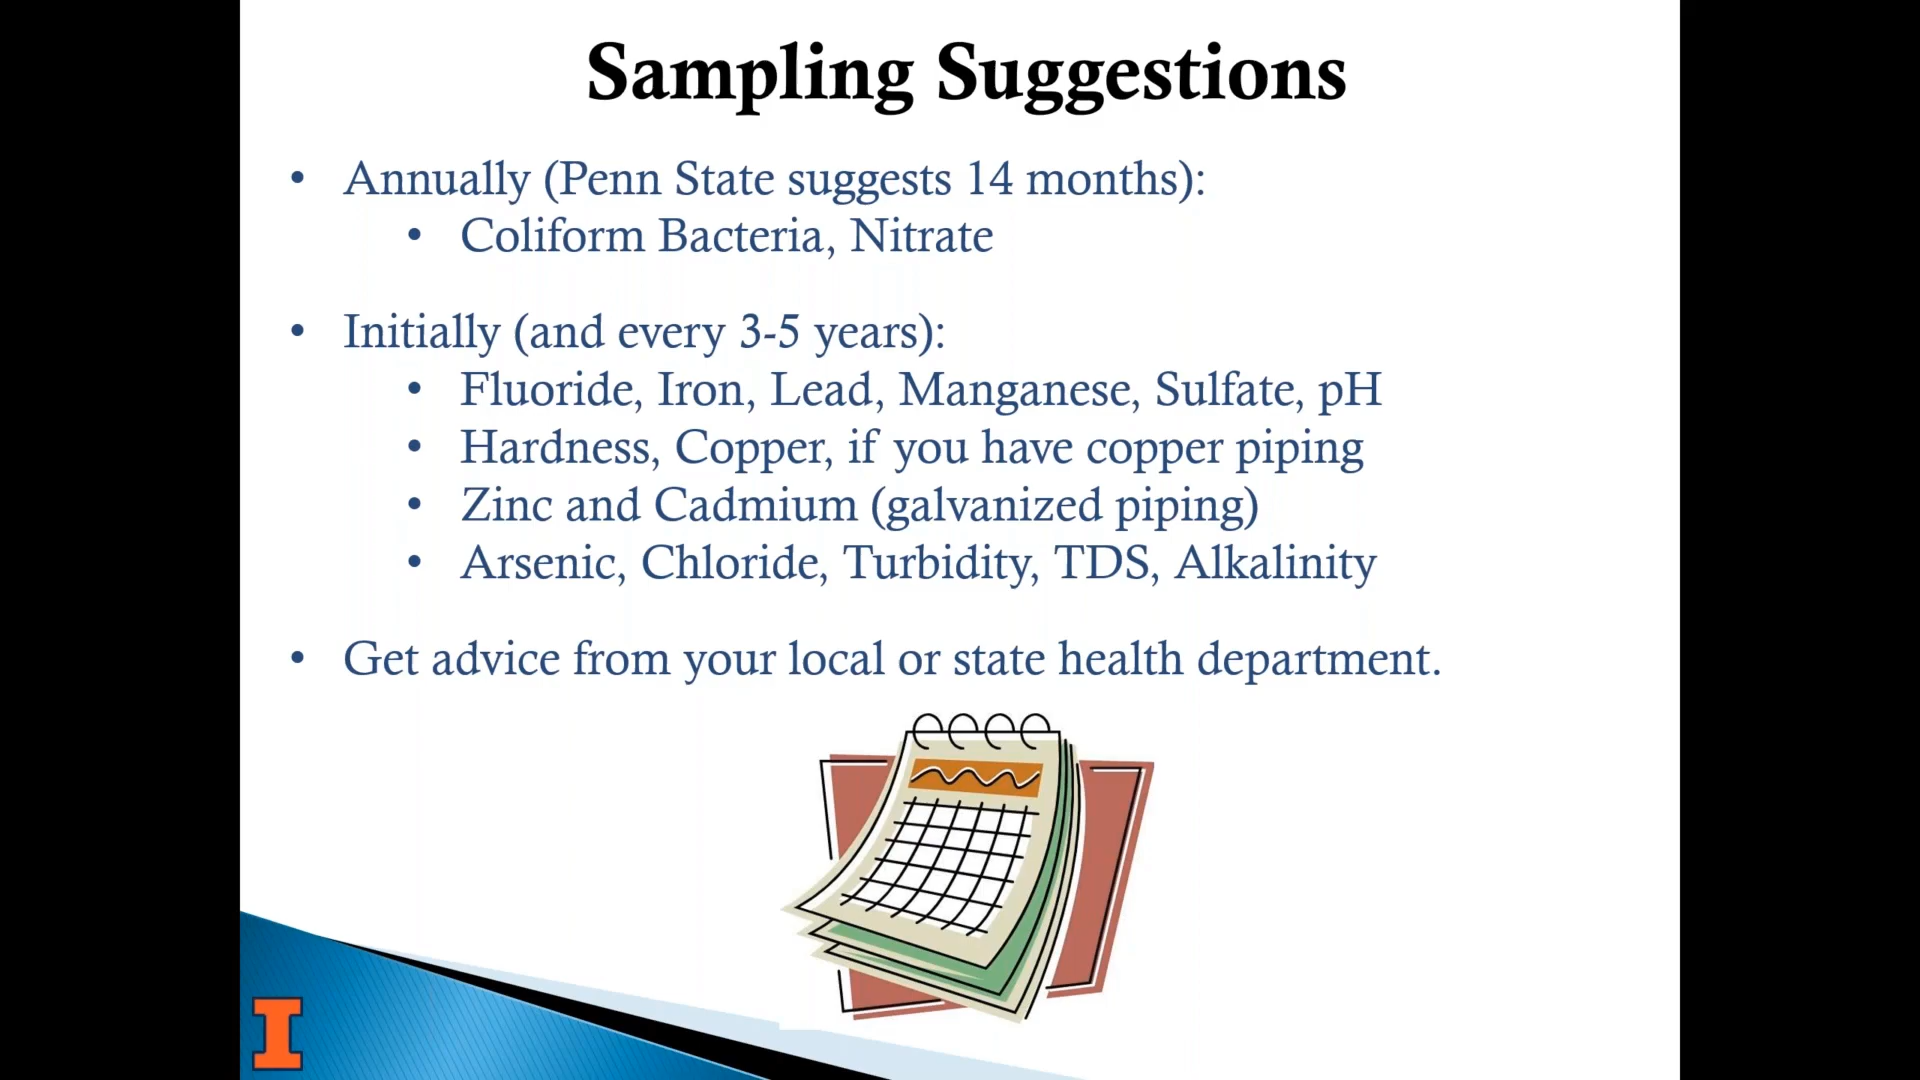 Sampling Suggestions
• Annually (Penn State suggests 14 months):
• Coliform Bacteria, Nitrate
• Initially (and every 3-5 years):
• Fluoride, Iron, Lead, Manganese, Sulfate, pH
• Hardness, Copper, if you have copper piping
• Zinc and Cadmium (galvanized piping)
• Arsenic, Chloride, Turbidity, TDS, Alkalinity
• Get advice from your local or state health department.
I